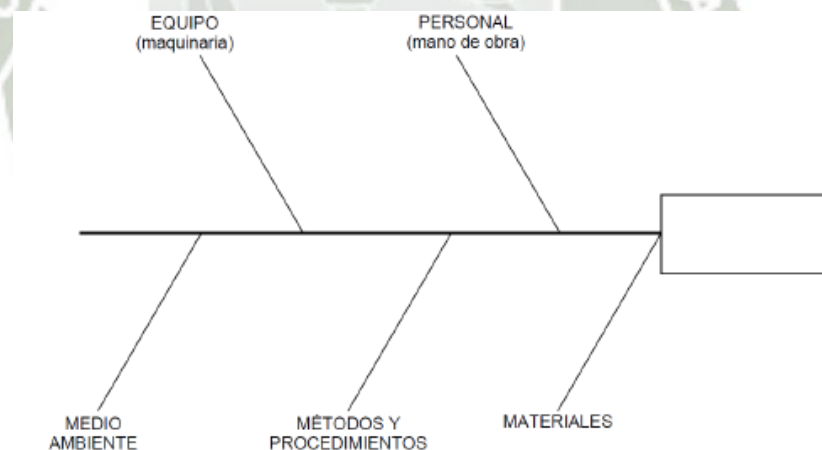 EQUIPO
(maquinaria)
PERSONAL
(mano de obra)
MEDIO
AMBIENTE
MÉTODOS Y
PROCEDIMIENTOS
MATERIALES